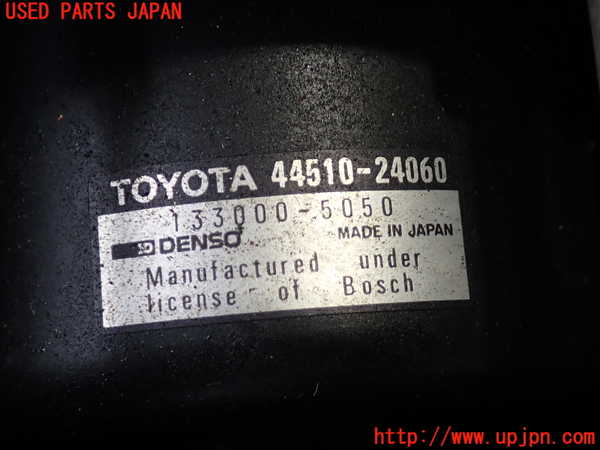 USED PARTS JAPAN
TOYOTA 44510-24060
133000-5050
DENSO MADE IN JAPAN
Manufactured under
license of Bosch
http://www.upjpn.com/